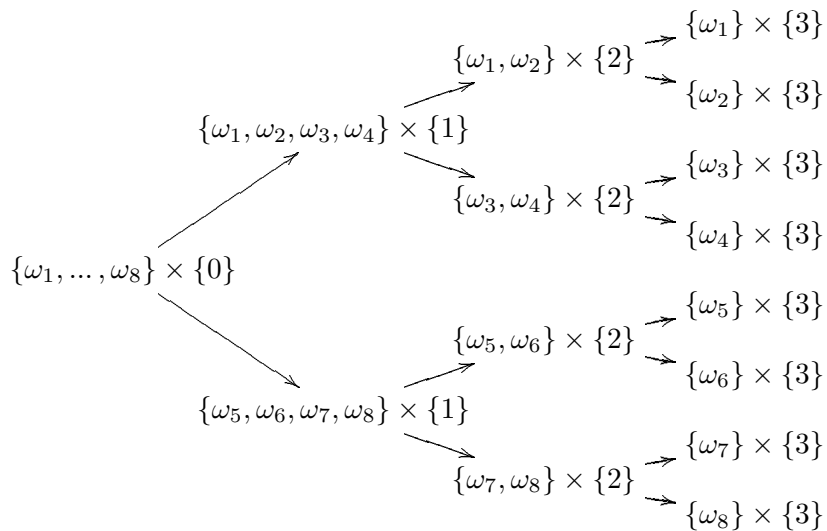 {ω₁} × {3}
{ω₁, ω₂} × {2}
{ω₂} × {3}
{ω₁, ω₂, ω₃, ω₄} × {1}
{ω₃} × {3}
{ω₃, ω₄} × {2}
{ω₄} × {3}
{ω₁, ... , ω₈} × {0}
{ω₅} × {3}
{ω₅, ω₆} × {2}
{ω₆} × {3}
{ω₅, ω₆, ω₇, ω₈} × {1}
{ω₇} × {3}
{ω₇, ω₈} × {2}
{ω₈} × {3}